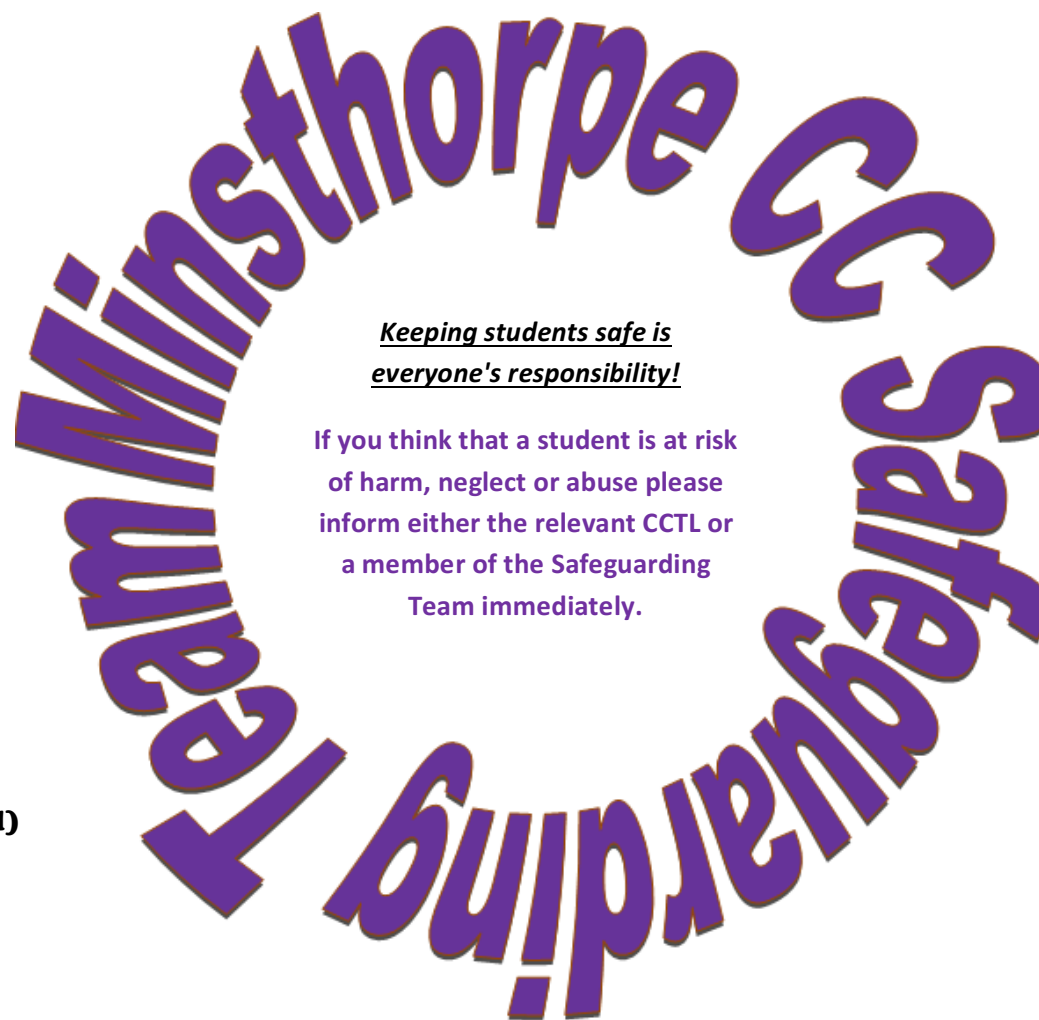 Minsthorpe CC Safeguarding Team
Keeping students safe is
everyone's responsibility!
If you think that a student is at risk
of harm, neglect or abuse please
inform either the relevant CCTL or
a member of the Safeguarding
Team immediately.